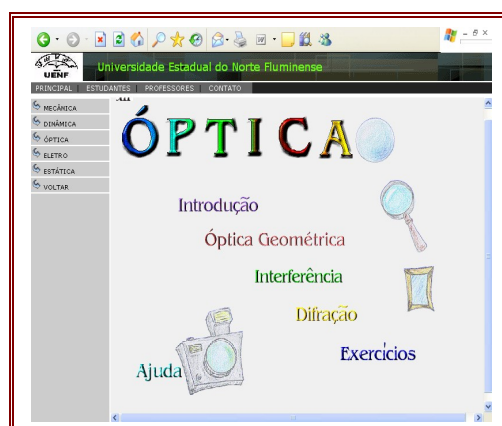 UENF
Universidade Estadual do Norte Fluminense
PRINCIPAL | ESTUDANTES | PROFESSORES | CONTATO
MECÂNICA
DINÂMICA
ÓPTICA
ELETRO
ESTÁTICA
VOLTAR
ÓPTICA
Introdução
Óptica Geométrica
Interferência
Difração
Exercícios
Ajuda